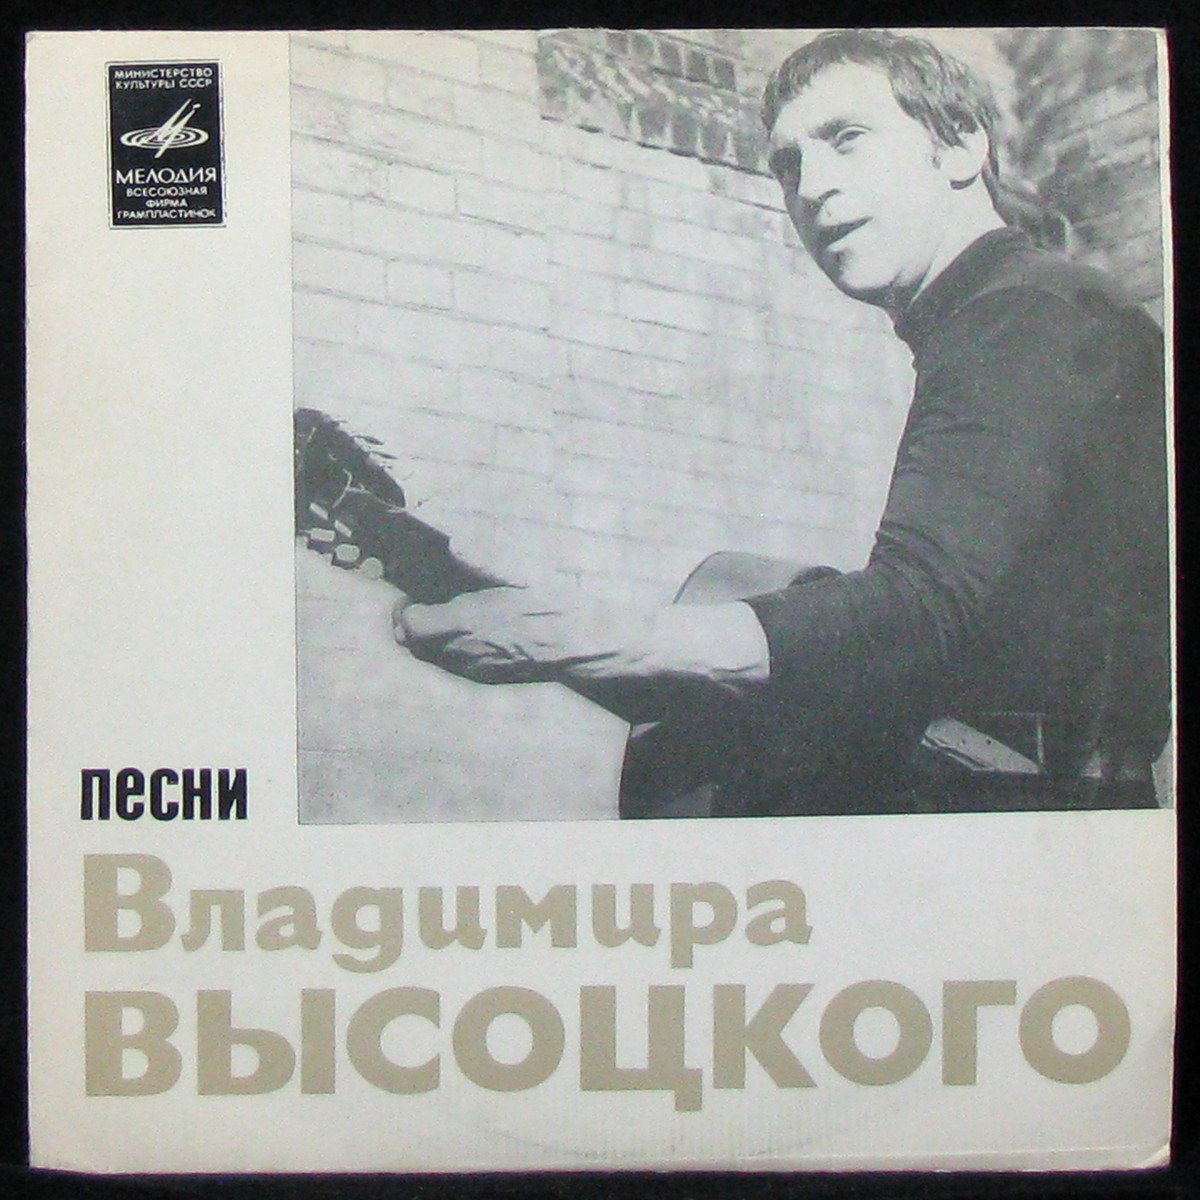 МИНИСТЕРСТВО
КУЛЬТУРЫ СССР
МЕЛОДИЯ
ВСЕСОЮЗНАЯ
ФИРМА
ГРАМПЛАСТИНОК
песни
Владимира
ВЫСОЦКОГО